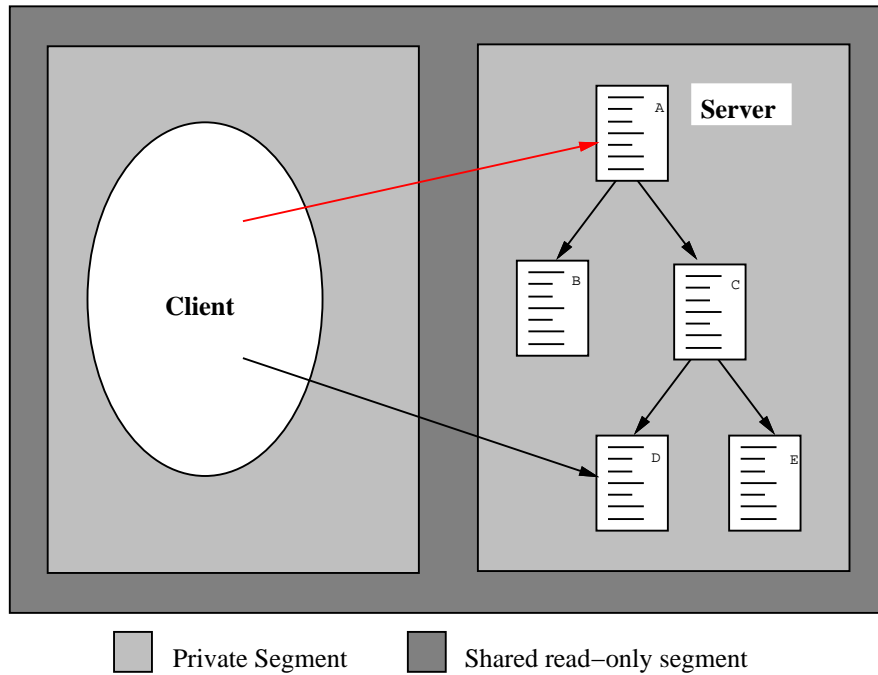 A
Server
B
C
Client
D
E
Private Segment
Shared read−only segment